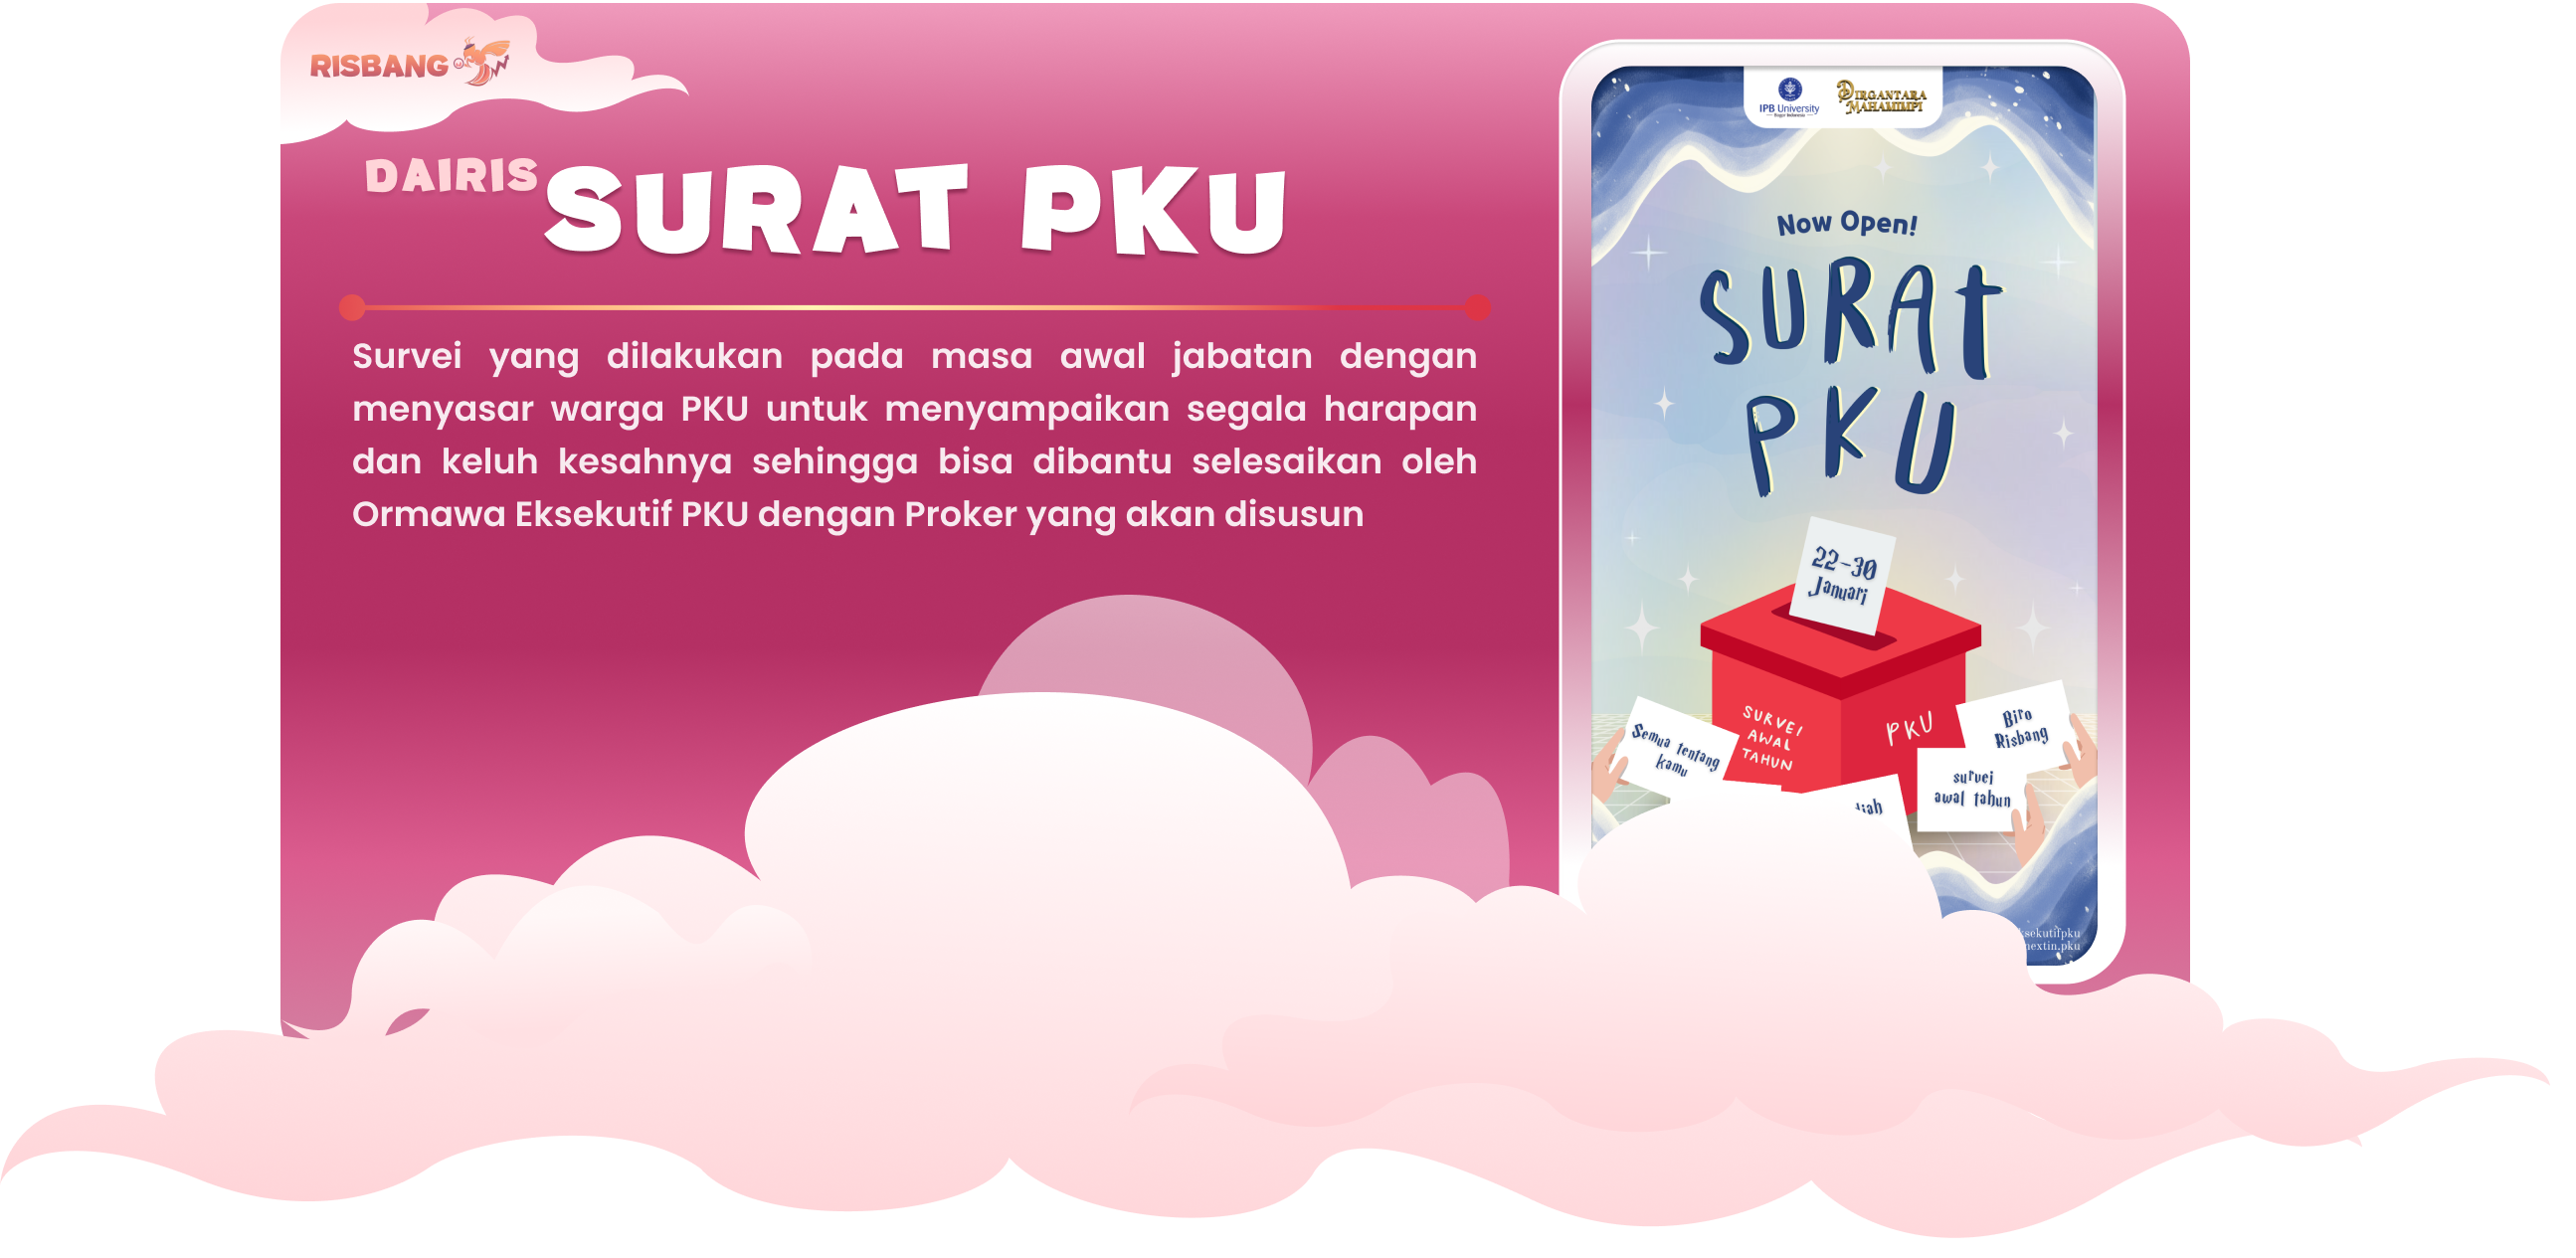 RISBANG
DAIRIS
SURAT PKU
Survei yang dilakukan pada masa awal jabatan dengan
menyasar warga PKU untuk menyampaikan segala harapan
dan keluh kesahnya sehingga bisa dibantu selesaikan oleh
Ormawa Eksekutif PKU dengan Proker yang akan disusun
IPB University
Bogor Indonesia
DIRGANTARA
MAHAMIMPI
Now Open!
SURAt
PKU
22-30
Januari
SURVEI
AWAL
TAHUN
PKU
Semua tentang
kamu
Biro
Risbang
survei
awal tahun